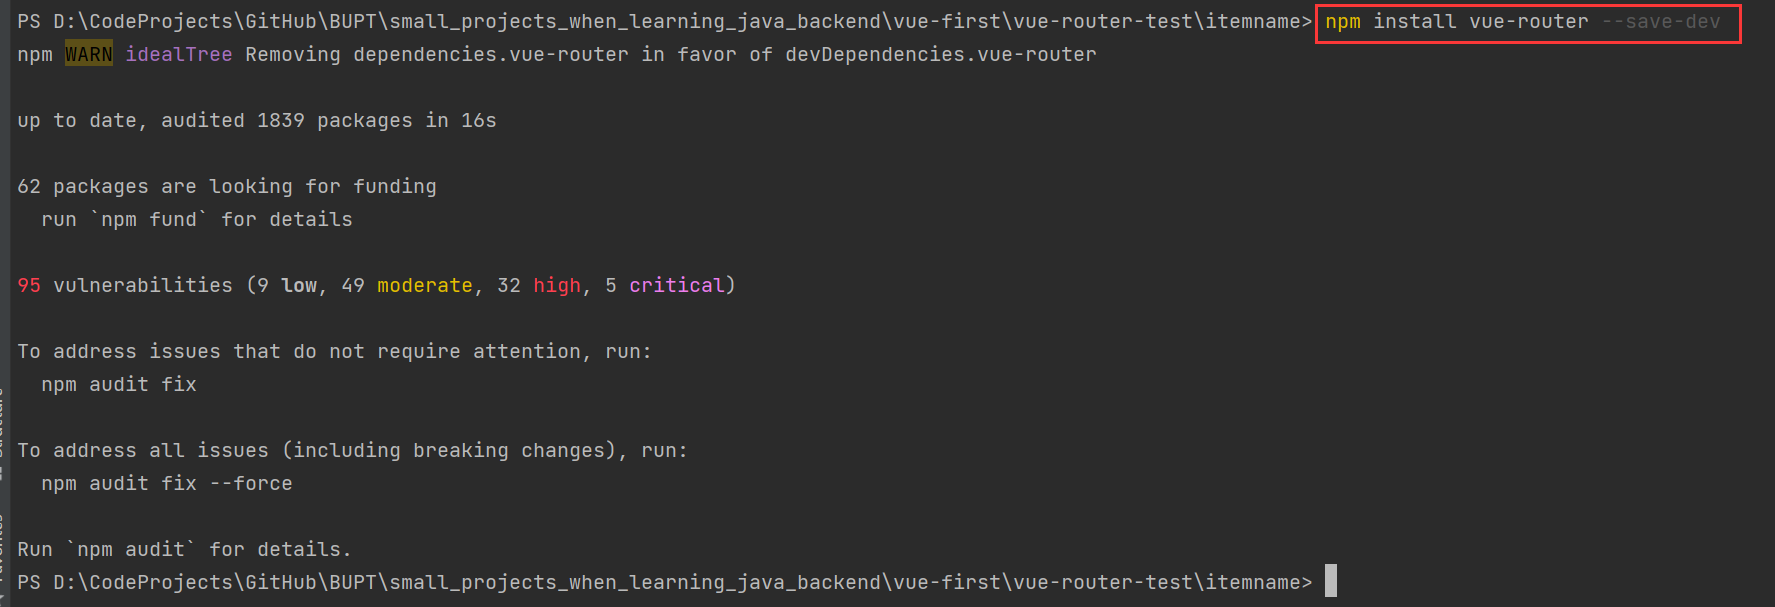 PS D:\CodeProjects\GitHub\BUPT\small_projects_when_learning_java_backend\vue-first\vue-router-test\itemname> npm install vue-router --save-dev
npm WARN idealTree Removing dependencies.vue-router in favor of devDependencies.vue-router
up to date, audited 1839 packages in 16s
62 packages are looking for funding
  run `npm fund` for details
95 vulnerabilities (9 low, 49 moderate, 32 high, 5 critical)
To address issues that do not require attention, run:
  npm audit fix
To address all issues (including breaking changes), run:
  npm audit fix --force
Run `npm audit` for details.
PS D:\CodeProjects\GitHub\BUPT\small_projects_when_learning_java_backend\vue-first\vue-router-test\itemname>